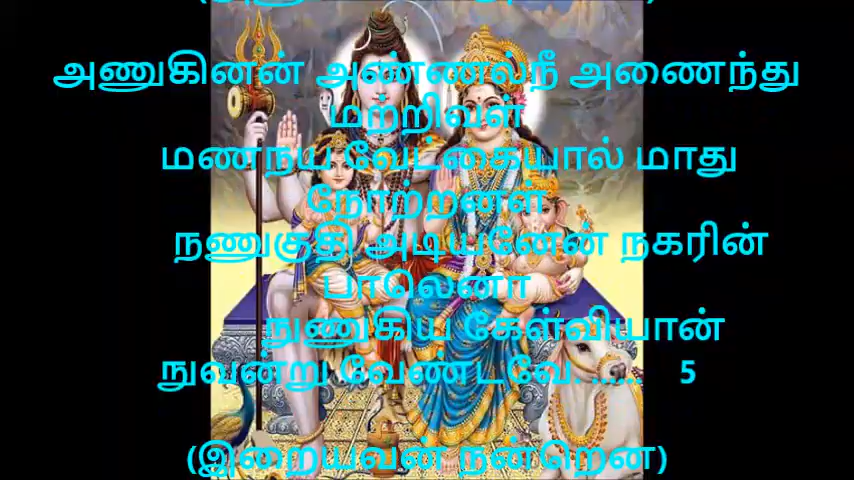 அணுகினன் அண்ணல்நீ அணைந்து
மற்றிவள்
மணநய வேட்கையால் மாது
நோற்றனள்
நணுகுதி அடியனேன் நகரின்
பாலெனா
நுணுகிய கேள்வியான்
நுவன்று வேண்டவே. ...... 5
(இறையவன் நன்றென)